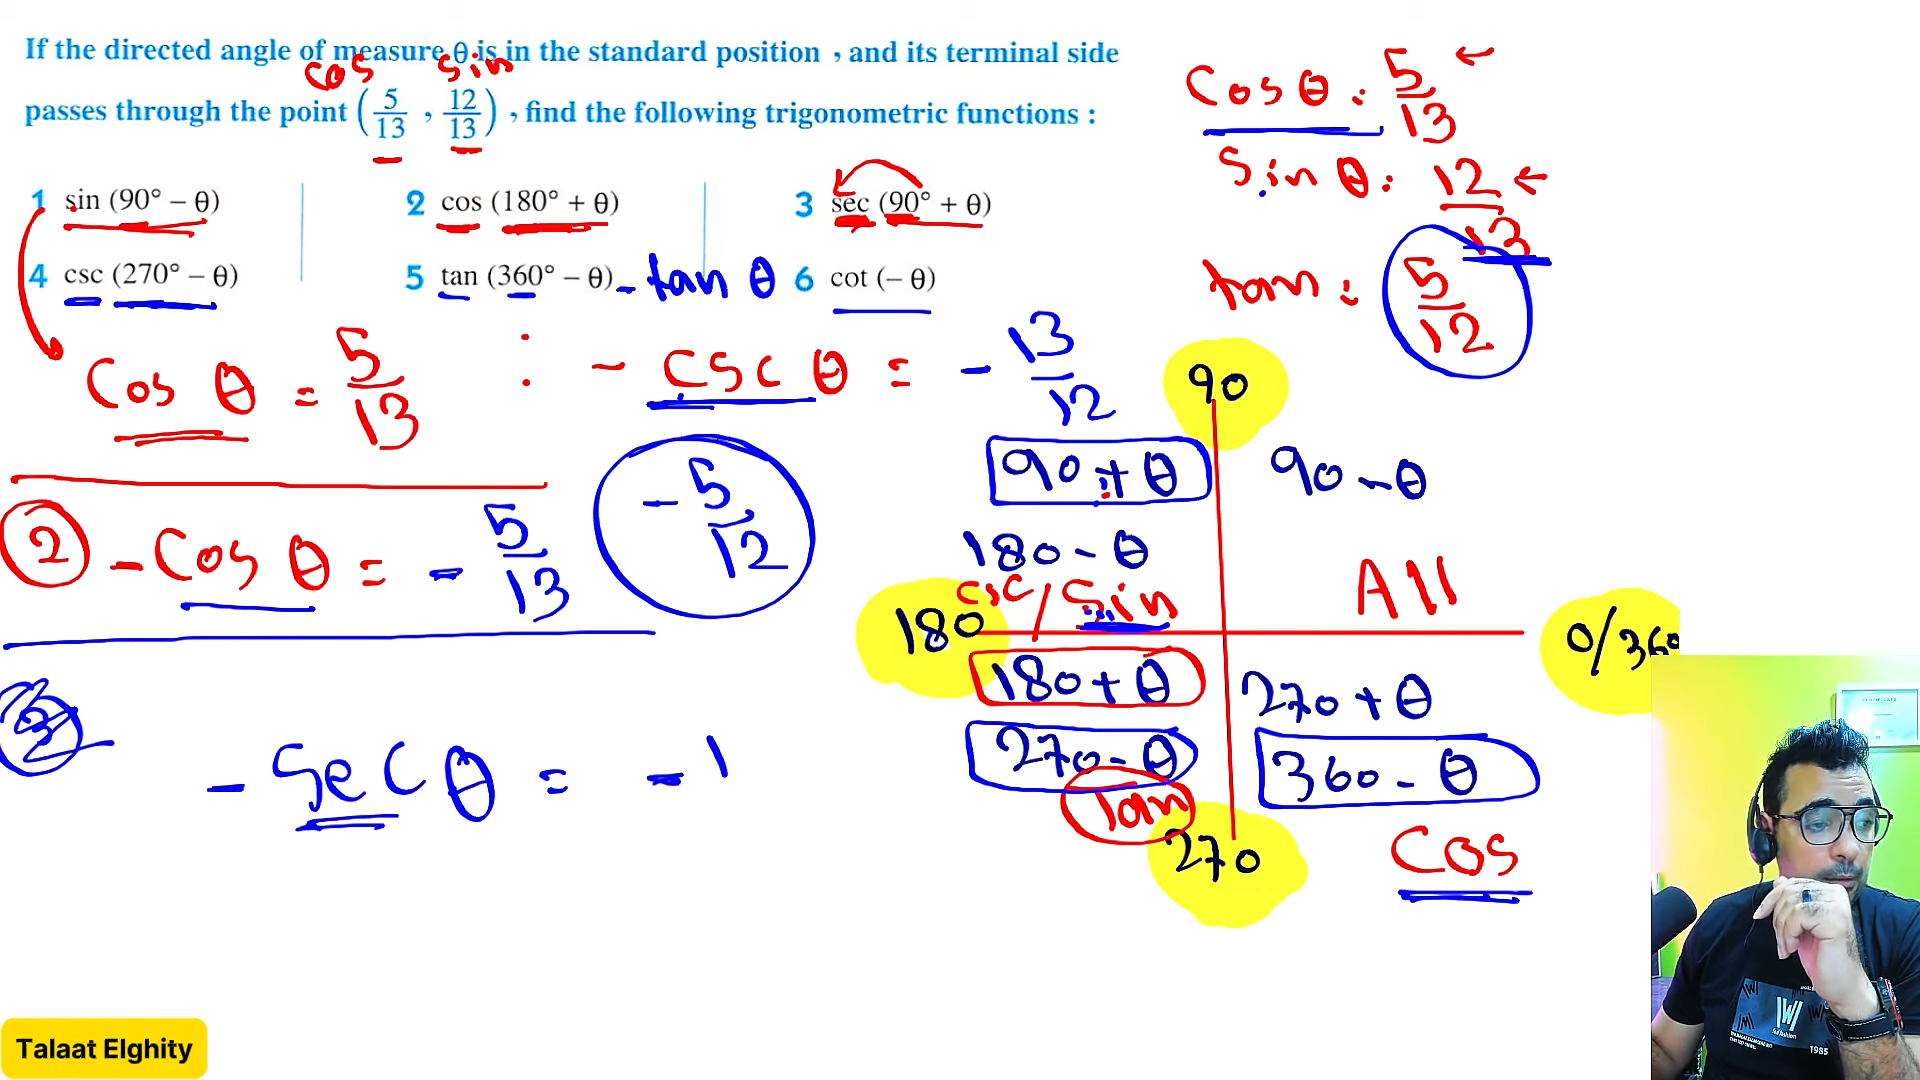 If the directed angle of measure θ is in the standard position , and its terminal side
cos sin
passes through the point (5/13 , 12/13) , find the following trigonometric functions :
1 sin (90° – θ)
2 cos (180° + θ)
3 sec (90° + θ)
4 csc (270° – θ)
5 tan (360° – θ) - tan θ
6 cot (– θ)
Cos θ = 5/13
: - csc θ = - 13/12
- 5/12
2 - Cos θ = - 5/13
3
- Sec θ = - 1
Cos θ : 5/13 ←
Sin θ : 12/13 ←
tan = 5/12
90
90 + θ
90 - θ
180 - θ
csc / Sin
All
180
0/360
180 + θ
270 + θ
270 - θ
360 - θ
Tan
270
Cos
CERTIFICATE
W
1985
Talaat Elghity